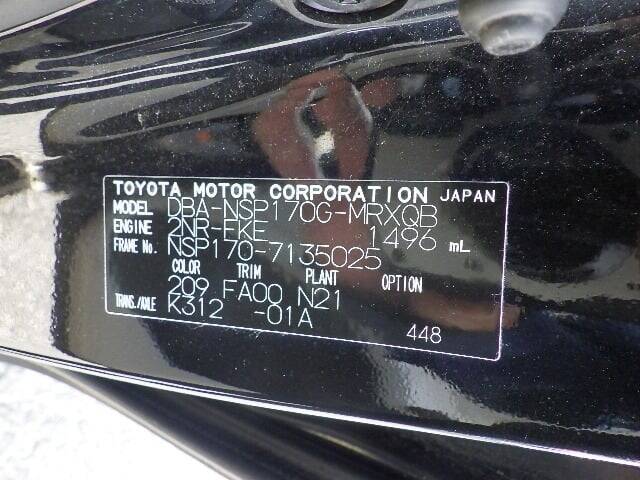 TOYOTA MOTOR CORPORATION JAPAN
MODEL DBA-NSP170G-MRXQB
ENGINE 2NR-FKE 1496 mL
FRAME No. NSP170-7135025
COLOR TRIM PLANT OPTION
209 FA00 N21
TRANS./AXLE K312 -01A
448